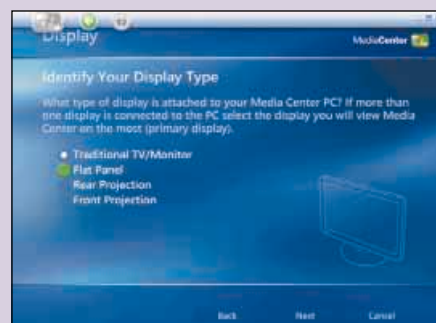 Display
MediaCenter
Identify Your Display Type
What type of display is attached to your Media Center PC? If more than
one display is connected to the PC select the display you will view Media
Center on the most (primary display).
Traditional TV/Monitor
Flat Panel
Rear Projection
Front Projection
Back Next Cancel